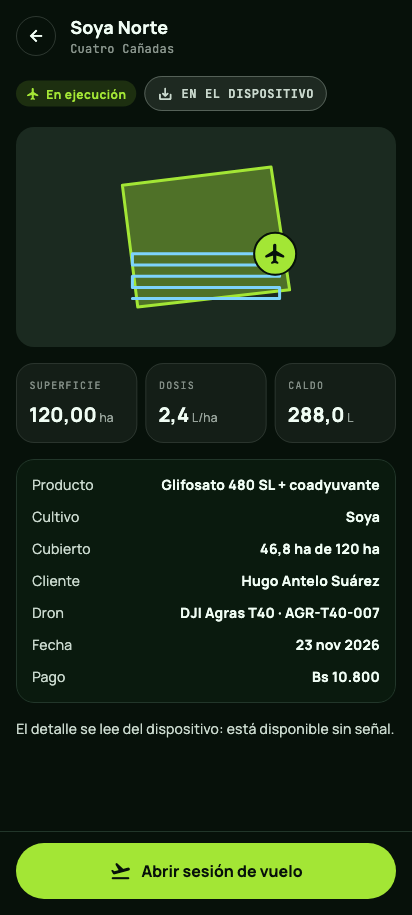 Soya Norte
Cuatro Cañadas
En ejecución
EN EL DISPOSITIVO
SUPERFICIE
120,00 ha
DOSIS
2,4 L/ha
CALDO
288,0 L
Producto Glifosato 480 SL + coadyuvante
Cultivo Soya
Cubierto 46,8 ha de 120 ha
Cliente Hugo Antelo Suárez
Dron DJI Agras T40 · AGR-T40-007
Fecha 23 nov 2026
Pago Bs 10.800
El detalle se lee del dispositivo: está disponible sin señal.
Abrir sesión de vuelo